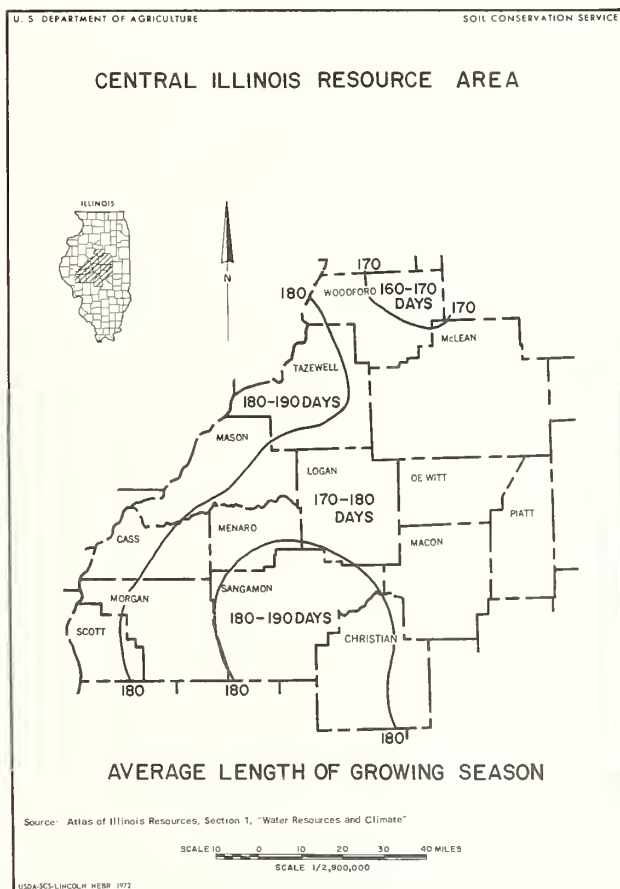 U. S DEPARTMENT OF AGRICULTURE
SOIL CONSERVATION SERVICE
CENTRAL ILLINOIS RESOURCE AREA
ILLINOIS
N
170
180
WOODFORD
160-170
DAYS
170
McLEAN
TAZEWELL
180-190 DAYS
MASON
LOGAN
DE WITT
170-180
DAYS
PIATT
CASS
MENARD
MACON
SANGAMON
MORGAN
180-190 DAYS
SCOTT
CHRISTIAN
180
180
180
AVERAGE LENGTH OF GROWING SEASON
Source- Atlas of Illinois Resources, Section 1, "Water Resources and Climate"
SCALE 10 0 10 20 30 40 MILES
SCALE 1/2,900,000
USDA-SCS-LINCOLN NEBR 1972